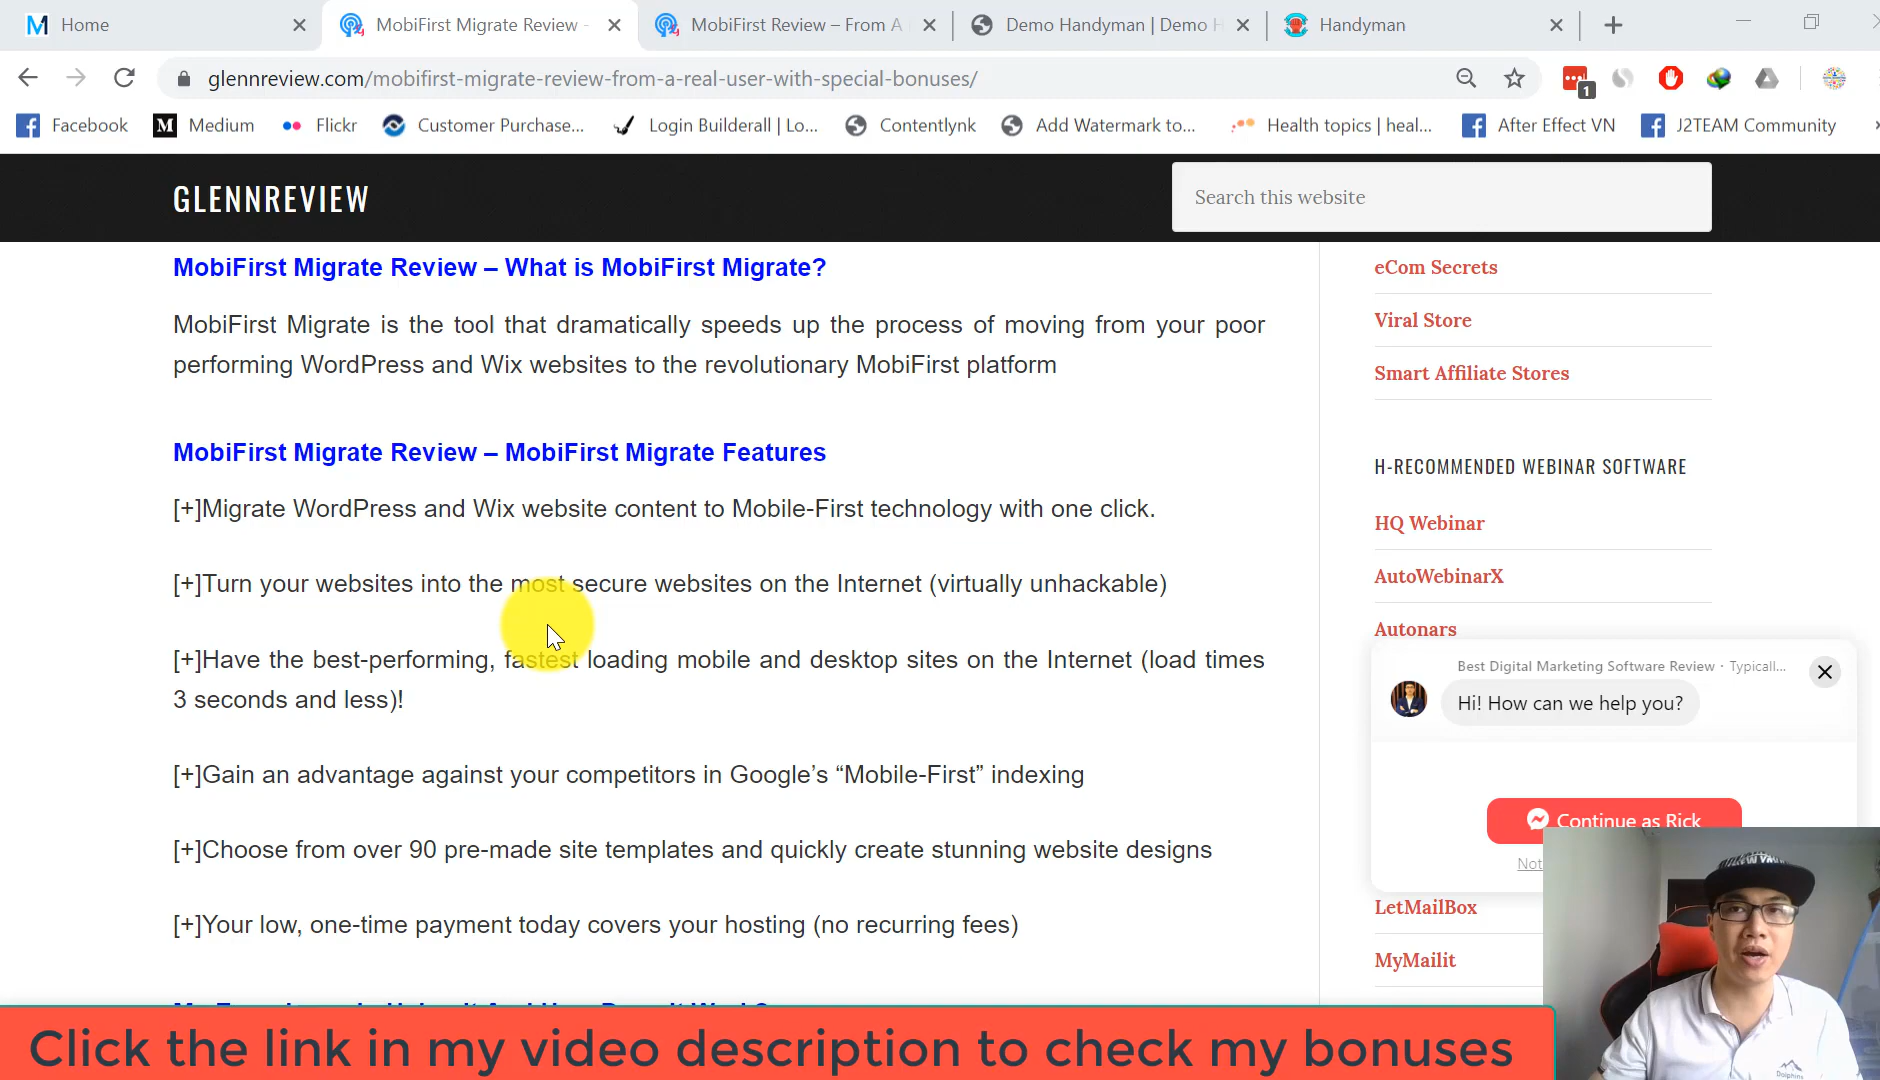 Home
MobiFirst Migrate Review -
MobiFirst Review – From A
Demo Handyman | Demo H
Handyman
glennreview.com/mobifirst-migrate-review-from-a-real-user-with-special-bonuses/
1
Facebook
Medium
Flickr
Customer Purchase...
Login Builderall | Lo...
Contentlynk
Add Watermark to...
Health topics | heal...
After Effect VN
J2TEAM Community
GLENNREVIEW
Search this website
MobiFirst Migrate Review – What is MobiFirst Migrate?
MobiFirst Migrate is the tool that dramatically speeds up the process of moving from your poor
performing WordPress and Wix websites to the revolutionary MobiFirst platform
MobiFirst Migrate Review – MobiFirst Migrate Features
[+]Migrate WordPress and Wix website content to Mobile-First technology with one click.
[+]Turn your websites into the most secure websites on the Internet (virtually unhackable)
[+]Have the best-performing, fastest loading mobile and desktop sites on the Internet (load times
3 seconds and less)!
[+]Gain an advantage against your competitors in Google’s “Mobile-First” indexing
[+]Choose from over 90 pre-made site templates and quickly create stunning website designs
[+]Your low, one-time payment today covers your hosting (no recurring fees)
eCom Secrets
Viral Store
Smart Affiliate Stores
H-RECOMMENDED WEBINAR SOFTWARE
HQ Webinar
AutoWebinarX
Autonars
Best Digital Marketing Software Review · Typicall...
Hi! How can we help you?
Continue as Rick
Not
LetMailBox
MyMailit
Click the link in my video description to check my bonuses